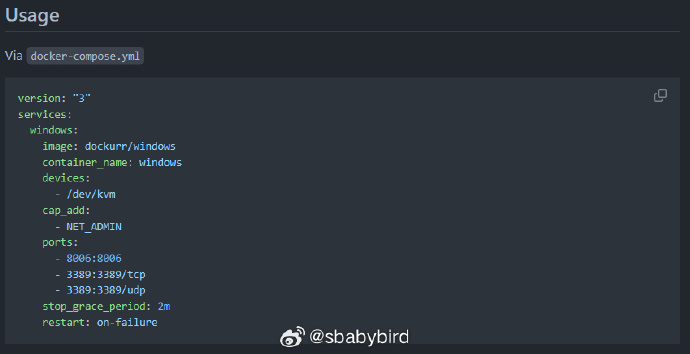 Usage
Via docker-compose.yml
version: "3"
services:
  windows:
    image: dockurr/windows
    container_name: windows
    devices:
      - /dev/kvm
    cap_add:
      - NET_ADMIN
    ports:
      - 8006:8006
      - 3389:3389/tcp
      - 3389:3389/udp
    stop_grace_period: 2m
    restart: on-failure
@sbabybird